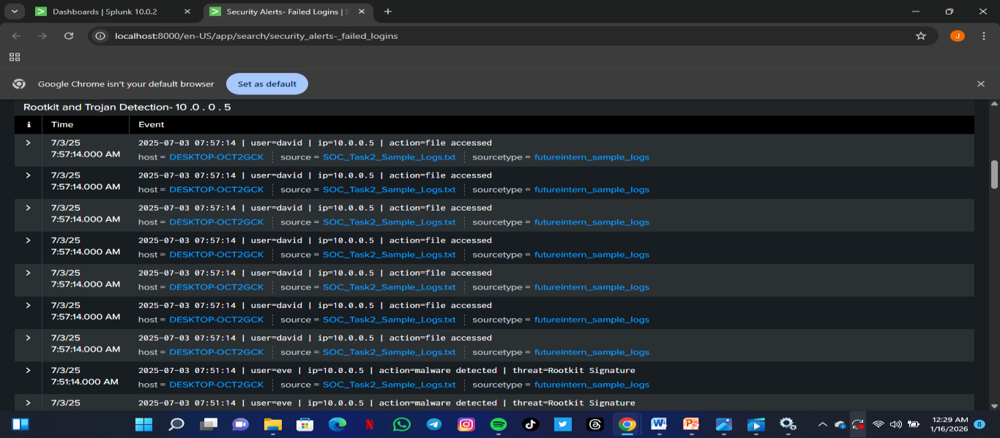 Dashboards | Splunk 10.0.2
Security Alerts- Failed Logins |
localhost:8000/en-US/app/search/security_alerts-_failed_logins
J
Google Chrome isn't your default browser
Set as default
Rootkit and Trojan Detection- 10 .0 . 0 . 5
i Time Event
7/3/25 2025-07-03 07:57:14 | user=david | ip=10.0.0.5 | action=file accessed
7:57:14.000 AM host = DESKTOP-OCT2GCK source = SOC_Task2_Sample_Logs.txt sourcetype = futureintern_sample_logs
7/3/25 2025-07-03 07:57:14 | user=david | ip=10.0.0.5 | action=file accessed
7:57:14.000 AM host = DESKTOP-OCT2GCK source = SOC_Task2_Sample_Logs.txt sourcetype = futureintern_sample_logs
7/3/25 2025-07-03 07:57:14 | user=david | ip=10.0.0.5 | action=file accessed
7:57:14.000 AM host = DESKTOP-OCT2GCK source = SOC_Task2_Sample_Logs.txt sourcetype = futureintern_sample_logs
7/3/25 2025-07-03 07:57:14 | user=david | ip=10.0.0.5 | action=file accessed
7:57:14.000 AM host = DESKTOP-OCT2GCK source = SOC_Task2_Sample_Logs.txt sourcetype = futureintern_sample_logs
7/3/25 2025-07-03 07:57:14 | user=david | ip=10.0.0.5 | action=file accessed
7:57:14.000 AM host = DESKTOP-OCT2GCK source = SOC_Task2_Sample_Logs.txt sourcetype = futureintern_sample_logs
7/3/25 2025-07-03 07:57:14 | user=david | ip=10.0.0.5 | action=file accessed
7:57:14.000 AM host = DESKTOP-OCT2GCK source = SOC_Task2_Sample_Logs.txt sourcetype = futureintern_sample_logs
7/3/25 2025-07-03 07:57:14 | user=david | ip=10.0.0.5 | action=file accessed
7:57:14.000 AM host = DESKTOP-OCT2GCK source = SOC_Task2_Sample_Logs.txt sourcetype = futureintern_sample_logs
7/3/25 2025-07-03 07:51:14 | user=eve | ip=10.0.0.5 | action=malware detected | threat=Rootkit Signature
7:51:14.000 AM host = DESKTOP-OCT2GCK source = SOC_Task2_Sample_Logs.txt sourcetype = futureintern_sample_logs
7/3/25 2025-07-03 07:51:14 | user=eve | ip=10.0.0.5 | action=malware detected | threat=Rootkit Signature
12:29 AM
1/16/2026
8